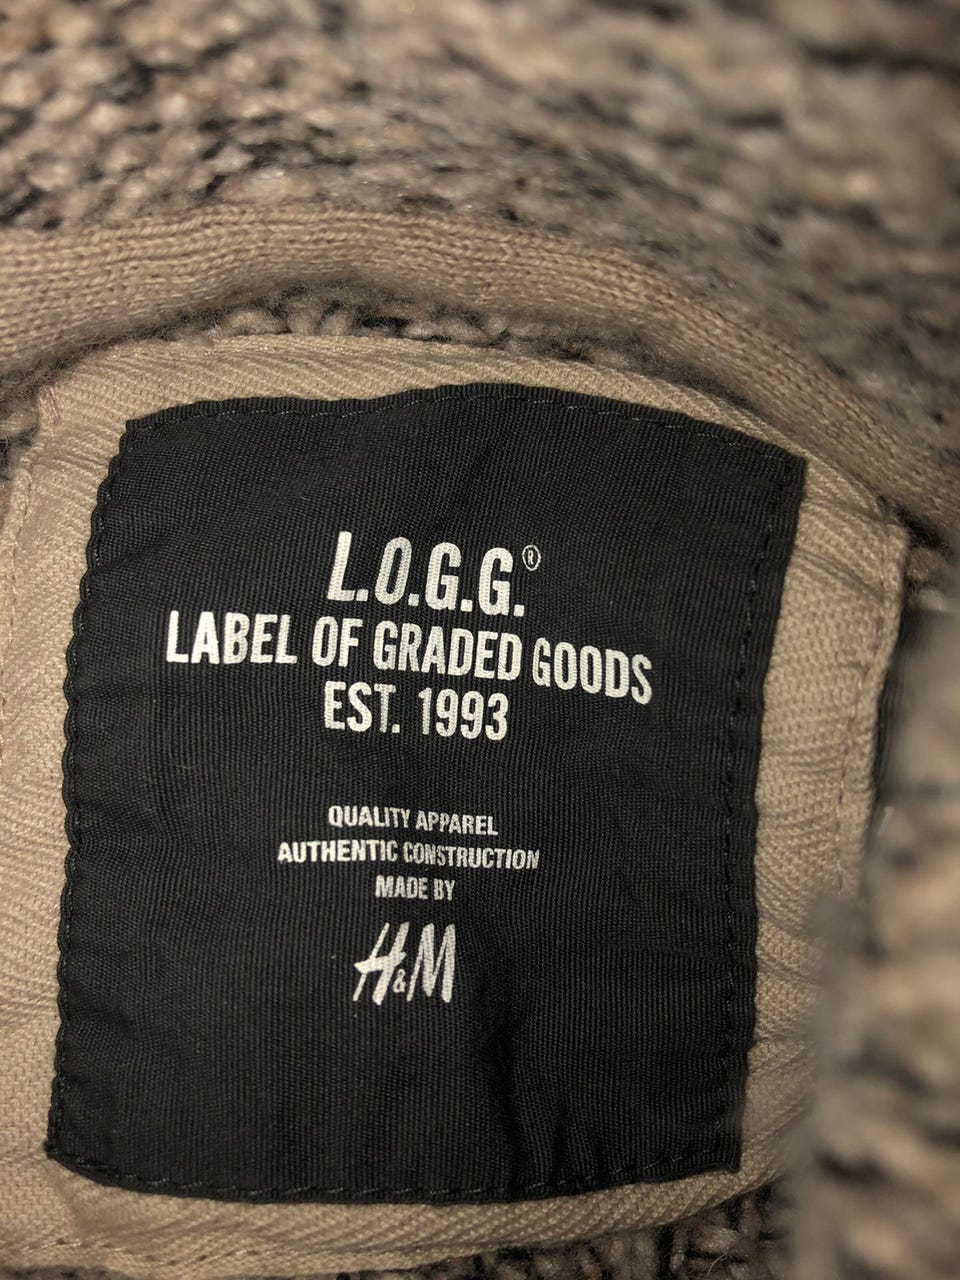 L.O.G.G.®
LABEL OF GRADED GOODS
EST. 1993
QUALITY APPAREL
AUTHENTIC CONSTRUCTION
MADE BY
H&M